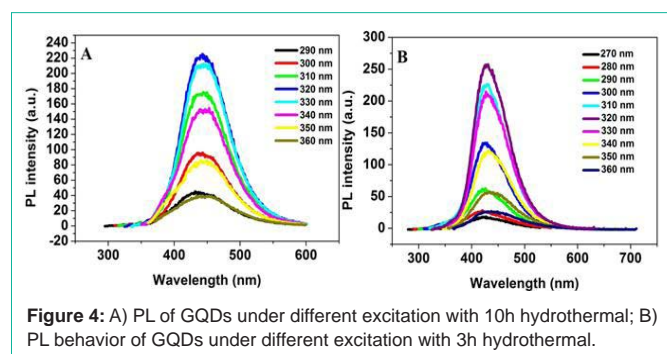 A
PL intensity (a.u.)
240
220
200
180
160
140
120
100
80
60
40
20
0
-20
300
400
500
600
Wavelength (nm)
290 nm
300 nm
310 nm
320 nm
330 nm
340 nm
350 nm
360 nm
B
PL intensity (a.u.)
300
250
200
150
100
50
0
300
400
500
600
700
Wavelength (nm)
270 nm
280 nm
290 nm
300 nm
310 nm
320 nm
330 nm
340 nm
350 nm
360 nm
Figure 4: A) PL of GQDs under different excitation with 10h hydrothermal; B)
PL behavior of GQDs under different excitation with 3h hydrothermal.